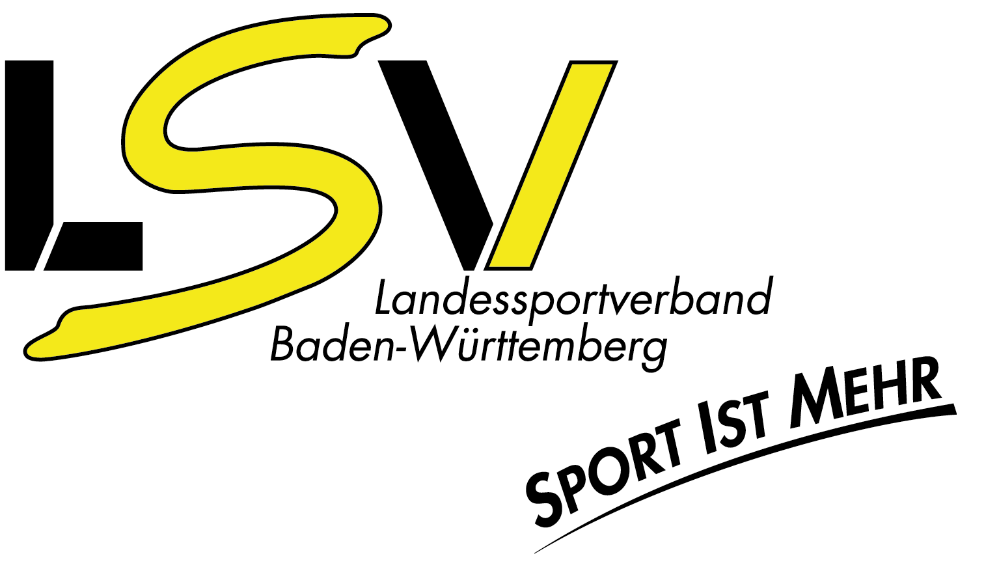 LSV
Landessportverband
Baden-Württemberg
SPORT IST MEHR